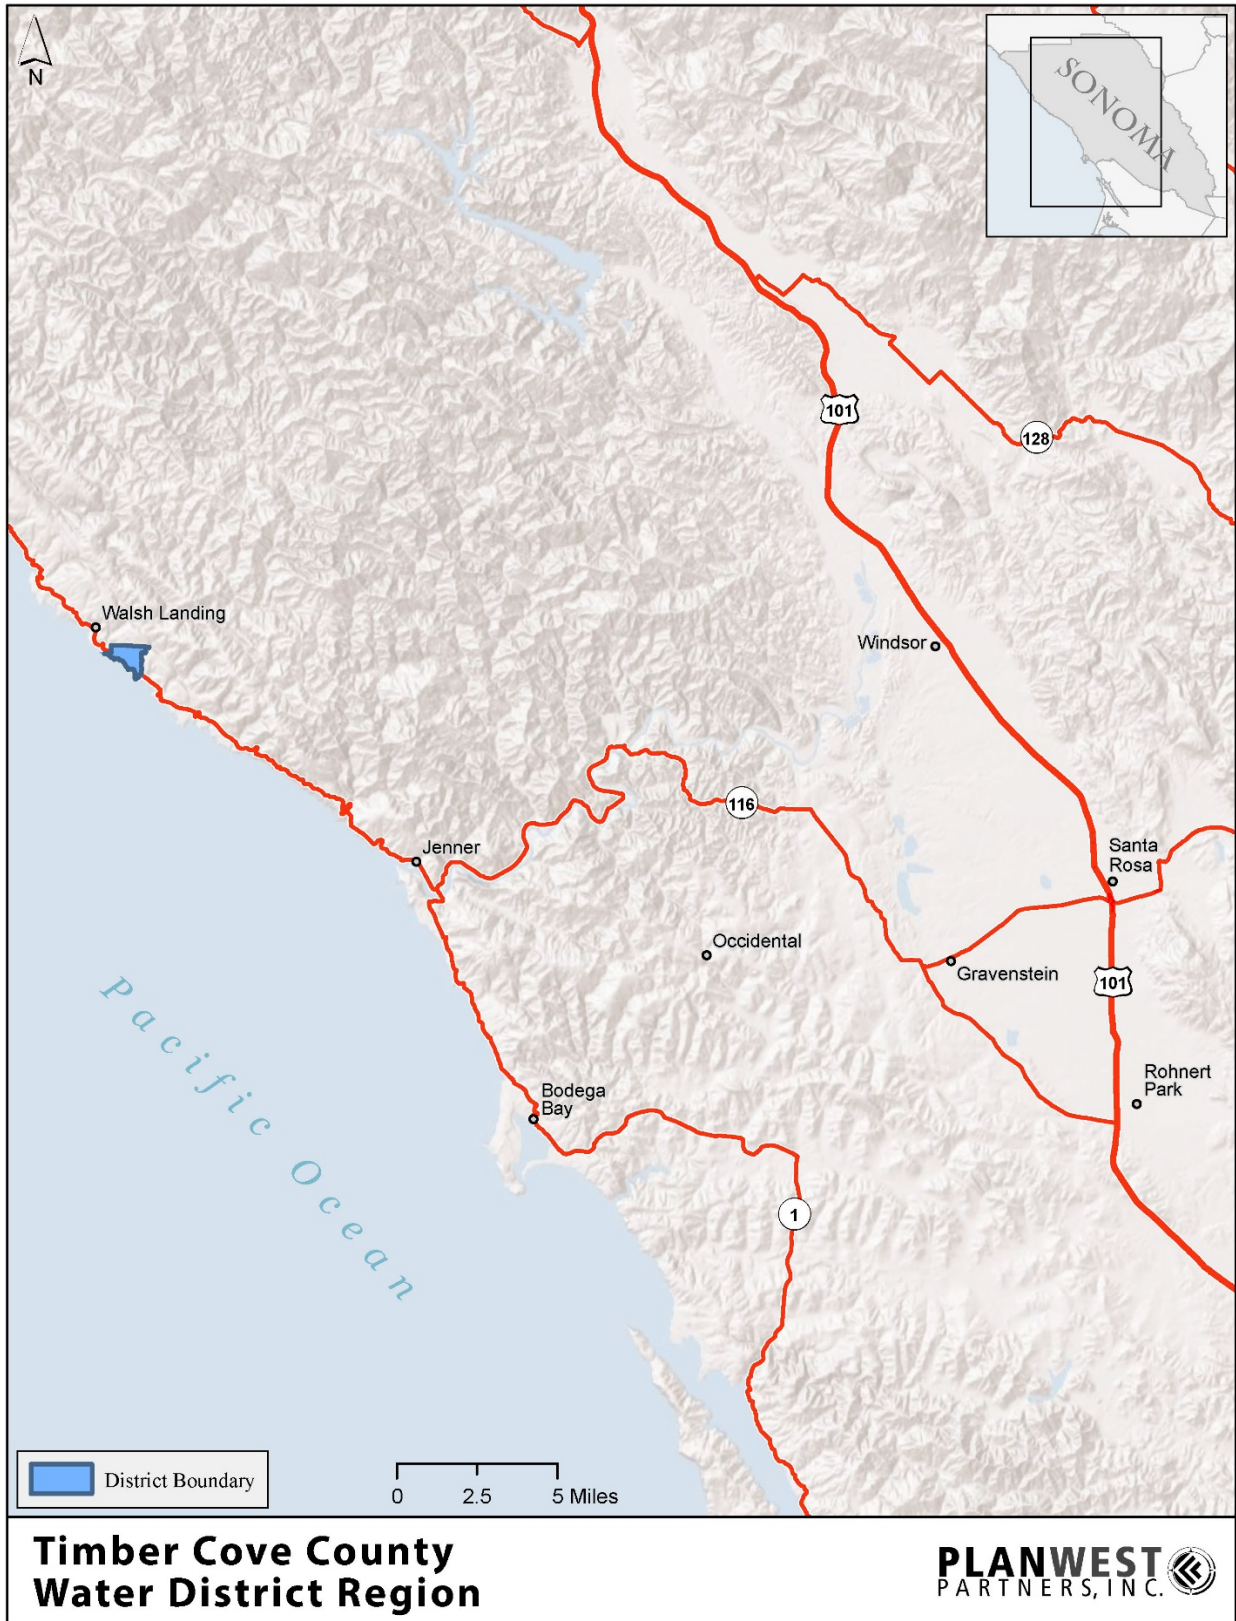 N
SONOMA
101
128
Walsh Landing
Windsor
116
Jenner
Santa
Rosa
Occidental
Gravenstein
101
Rohnert
Park
Bodega
Bay
Pacific Ocean
1
District Boundary
0 2.5 5 Miles
Timber Cove County
Water District Region
PLANWEST
PARTNERS, INC.